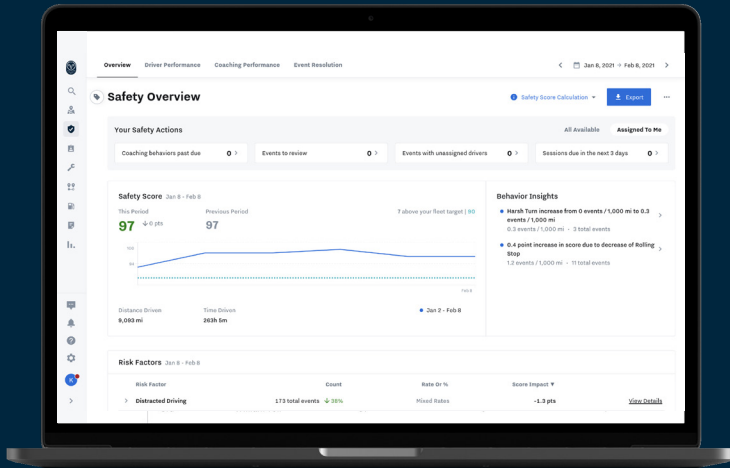 Overview Driver Performance Coaching Performance Event Resolution Jan 8, 2021 → Feb 8, 2021
Safety Overview Safety Score Calculation Export
Your Safety Actions All Available Assigned To Me
Coaching behaviors past due 0 Events to review 0 Events with unassigned drivers 0 Sessions due in the next 3 days 0
Safety Score Jan 8 - Feb 8
This Period Previous Period 7 above your fleet target | 90
97 0 pts 97
100
90
Feb 8
Distance Driven Time Driven Jan 2 - Feb 8
9,093 mi 263h 5m
Behavior Insights
Harsh Turn increase from 0 events / 1,000 mi to 0.3
events / 1,000 mi
0.3 events / 1,000 mi • 3 total events
0.4 point increase in score due to decrease of Rolling
Stop
1.2 events / 1,000 mi • 11 total events
Risk Factors Jan 8 - Feb 8
Risk Factor Count Rate Or % Score Impact
Distracted Driving 173 total events 38% Mixed Rates -1.3 pts View Details
K